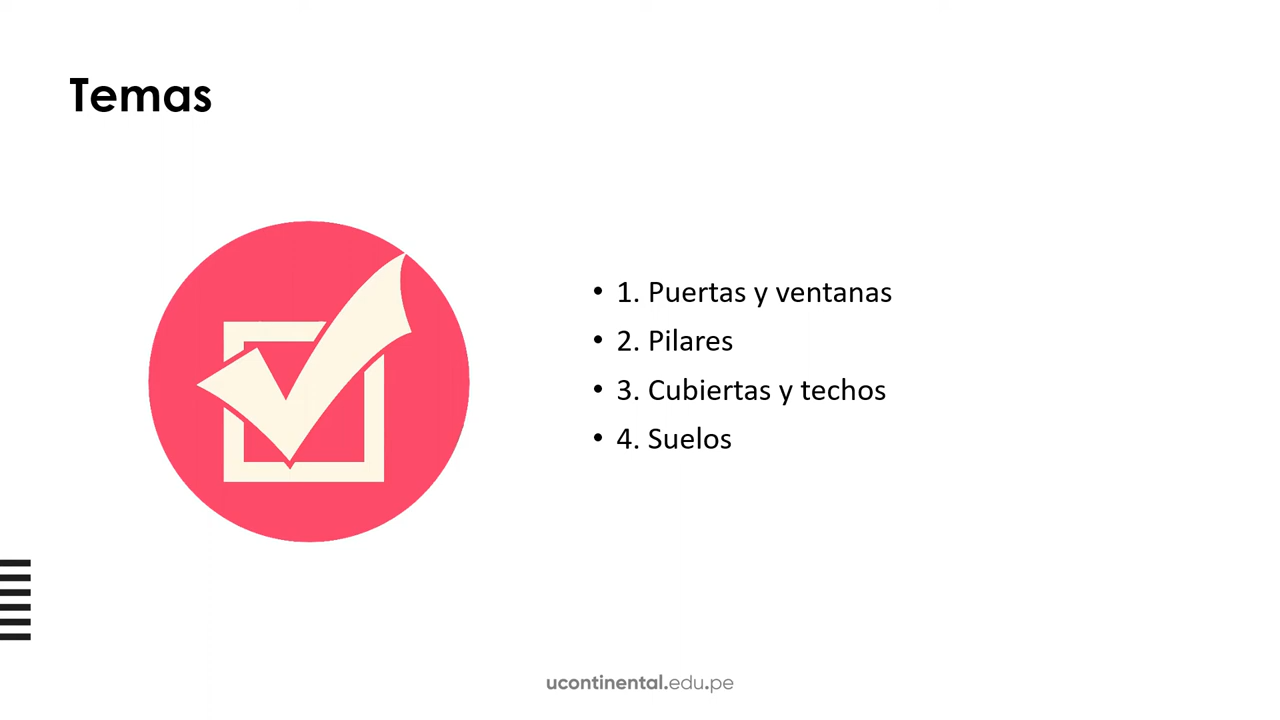 Temas
• 1. Puertas y ventanas
• 2. Pilares
• 3. Cubiertas y techos
• 4. Suelos
ucontinental.edu.pe